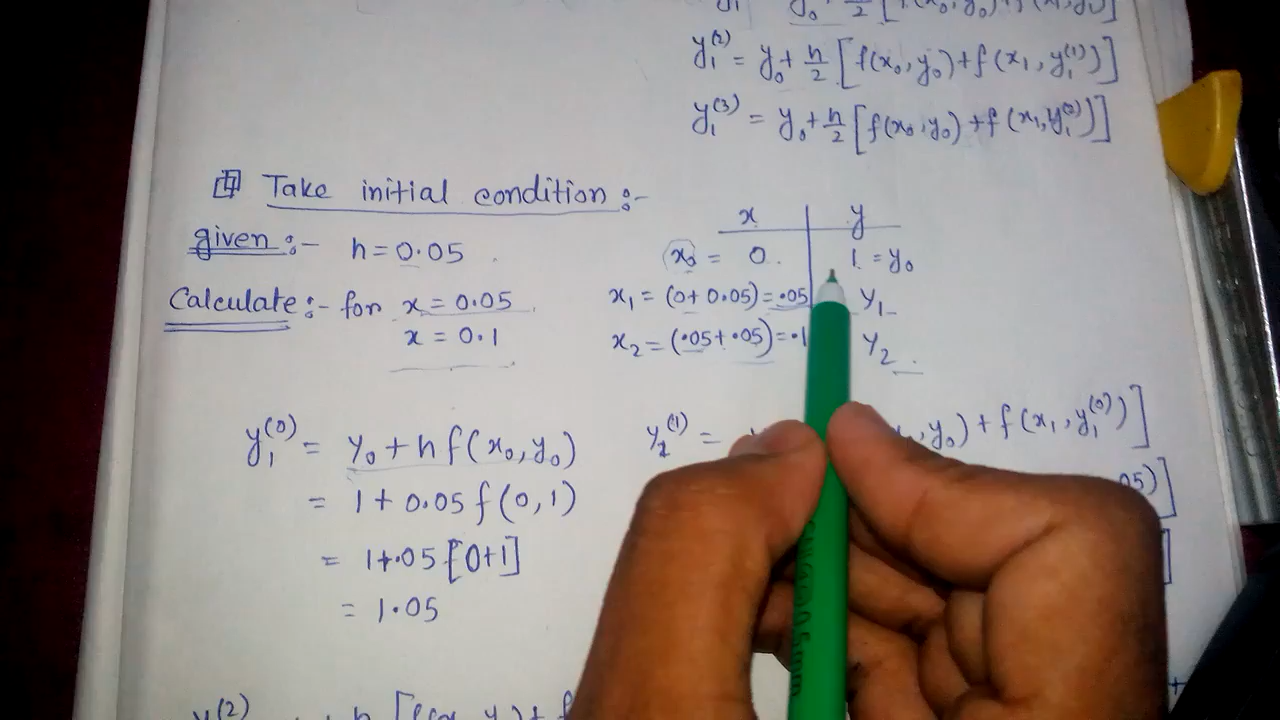 y₁⁽²⁾ = y₀ + h/2 [f(x₀, y₀) + f(x₁, y₁⁽¹⁾)]
y₁⁽³⁾ = y₀ + h/2 [f(x₀, y₀) + f(x₁, y₁⁽²⁾)]
Take initial condition :-
given :- h = 0.05
Calculate :- for x = 0.05
x = 0.1
x y
x₀ = 0 1 = y₀
x₁ = (0 + 0.05) = .05 y₁
x₂ = (.05 + .05) = .1 y₂
y₁⁽⁰⁾ = y₀ + h f(x₀, y₀)
= 1 + 0.05 f(0, 1)
= 1 + .05 [0+1]
= 1.05
y₁⁽¹⁾ = , y₀) + f(x₁, y₁⁽⁰⁾)]
05)]